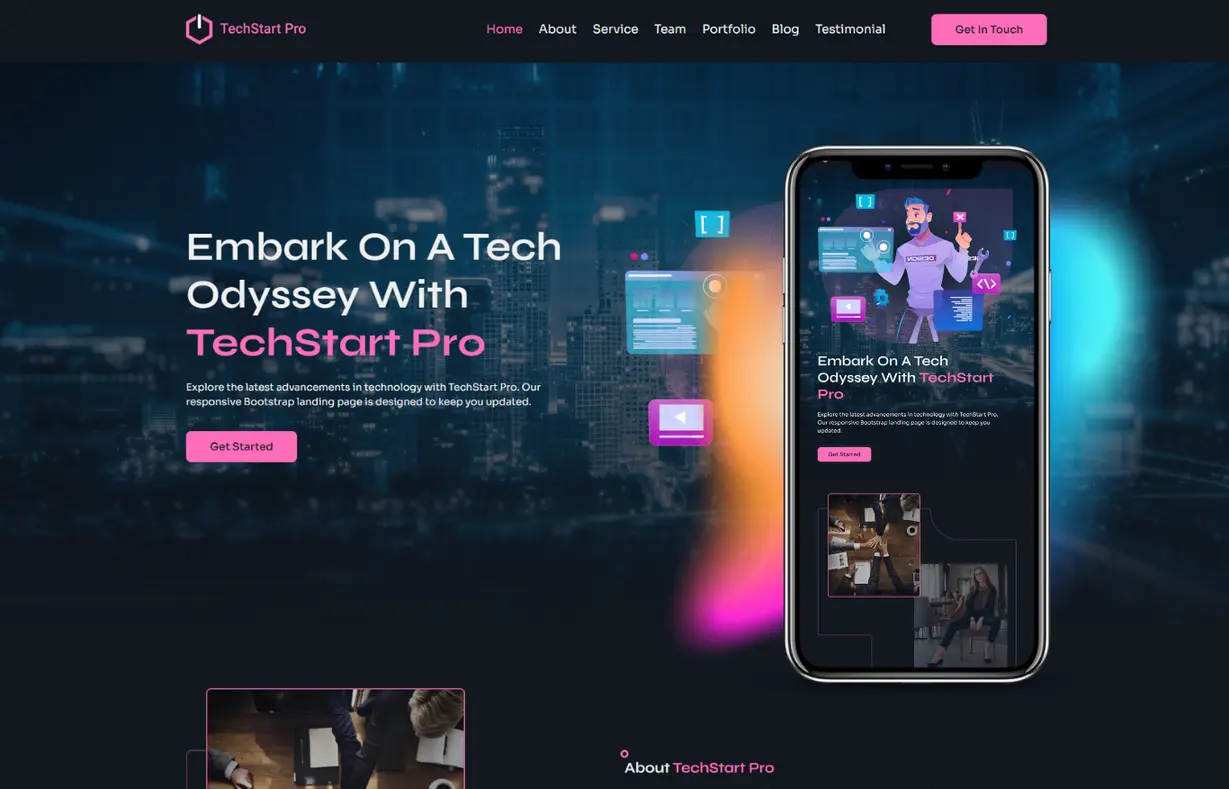 TechStart Pro
Home About Service Team Portfolio Blog Testimonial
Get In Touch
Embark On A Tech
Odyssey With
TechStart Pro
Explore the latest advancements in technology with TechStart Pro. Our
responsive Bootstrap landing page is designed to keep you updated.
Get Started
[ ]
[ ]
[ ]
<\>
Embark On A Tech
Odyssey With TechStart
Pro
Explore the latest advancements in technology with TechStart Pro.
Our responsive Bootstrap landing page is designed to keep you
updated.
Get Started
About TechStart Pro